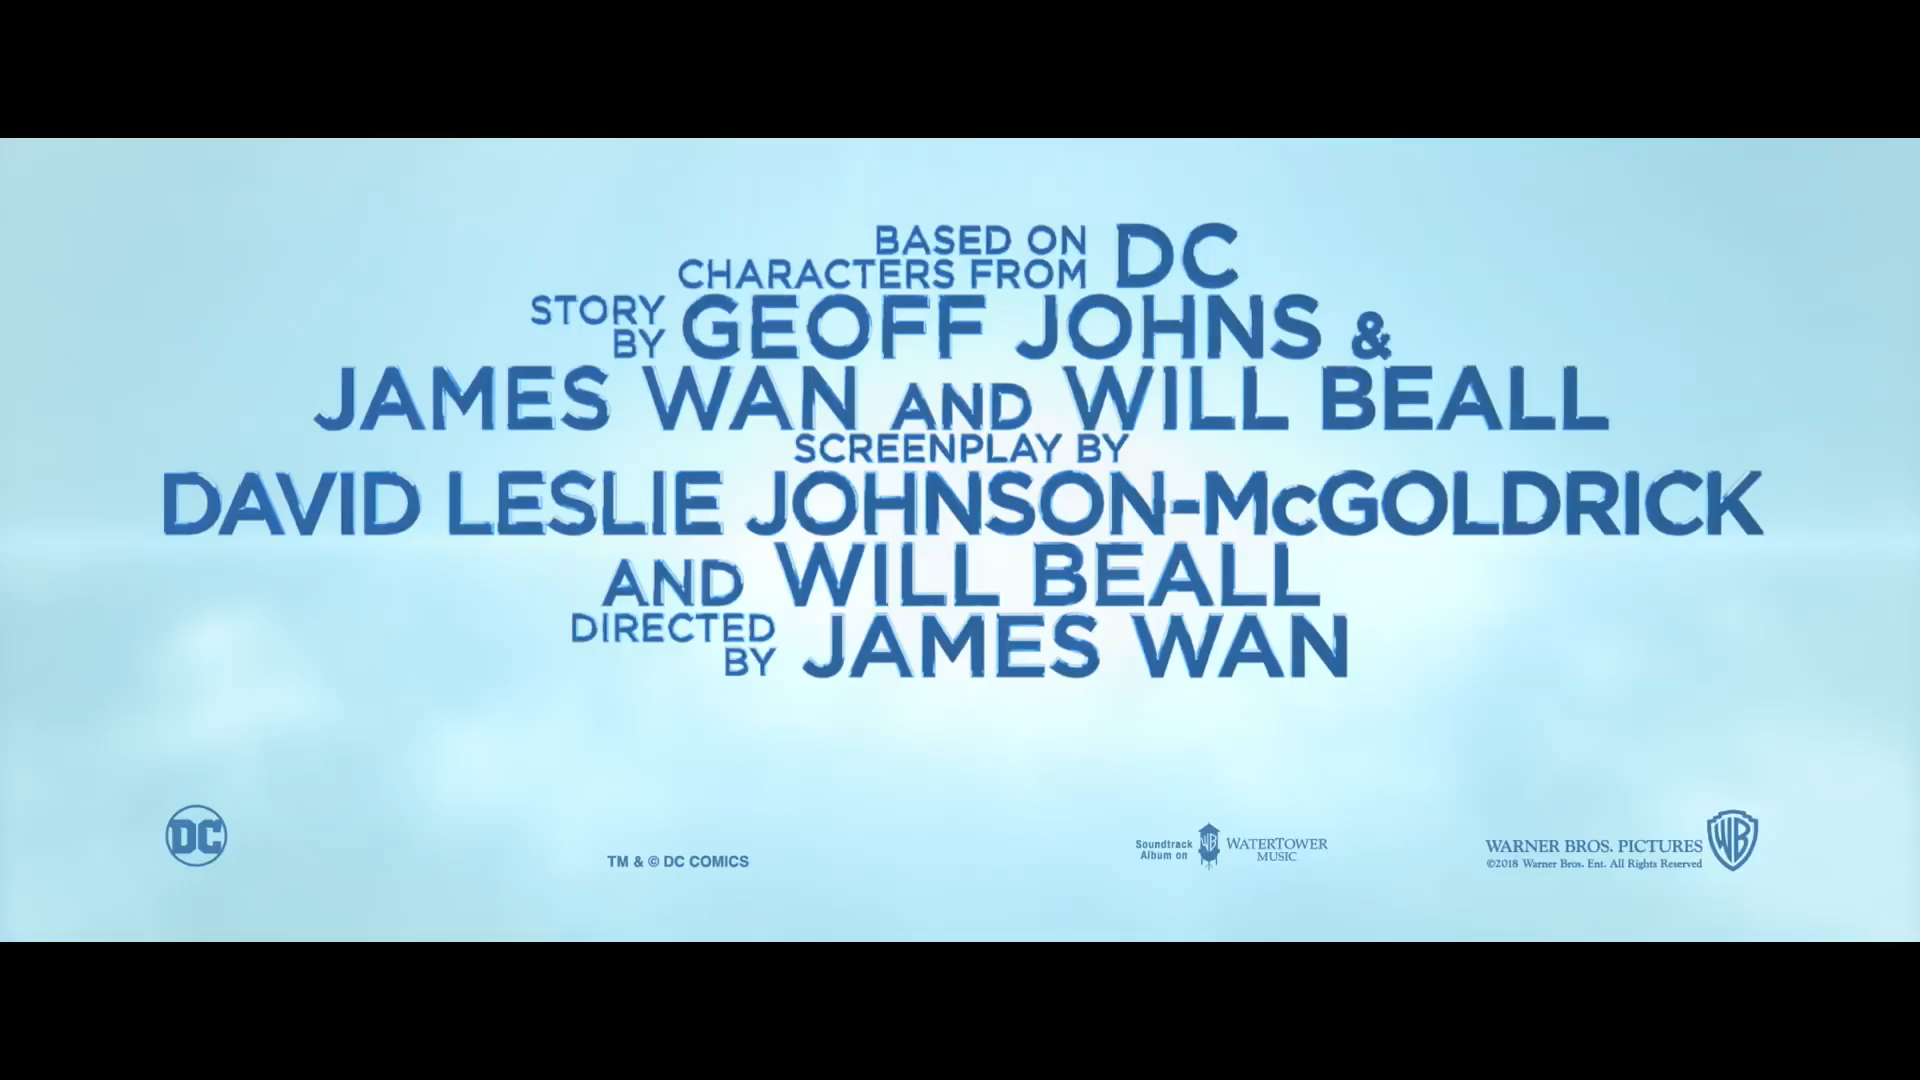 BASED ON
CHARACTERS FROM DC
STORY
BY GEOFF JOHNS &
JAMES WAN AND WILL BEALL
SCREENPLAY BY
DAVID LESLIE JOHNSON-McGOLDRICK
AND WILL BEALL
DIRECTED
BY JAMES WAN
DC
TM & © DC COMICS
Soundtrack
Album on
WB
WATERTOWER
MUSIC
WARNER BROS. PICTURES
©2018 Warner Bros. Ent. All Rights Reserved
WB